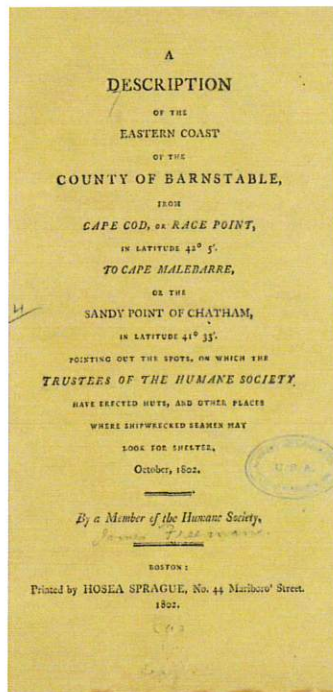 A
DESCRIPTION
OF THE
EASTERN COAST
OF THE
COUNTY OF BARNSTABLE,
FROM
CAPE COD, OR RACE POINT,
IN LATITUDE 42° 5'.
TO CAPE MALEBARRE,
OR THE
SANDY POINT OF CHATHAM,
IN LATITUDE 41° 33'.
POINTING OUT THE SPOTS, ON WHICH THE
TRUSTEES OF THE HUMANE SOCIETY
HAVE ERECTED HUTS, AND OTHER PLACES
WHERE SHIPWRECKED SEAMEN MAY
LOOK FOR SHELTER,
October, 1802.
By a Member of the Humane Society,
James Freeman.
BOSTON:
Printed by HOSEA SPRAGUE, No. 44 Marlboro' Street.
1802.
U.S.A.